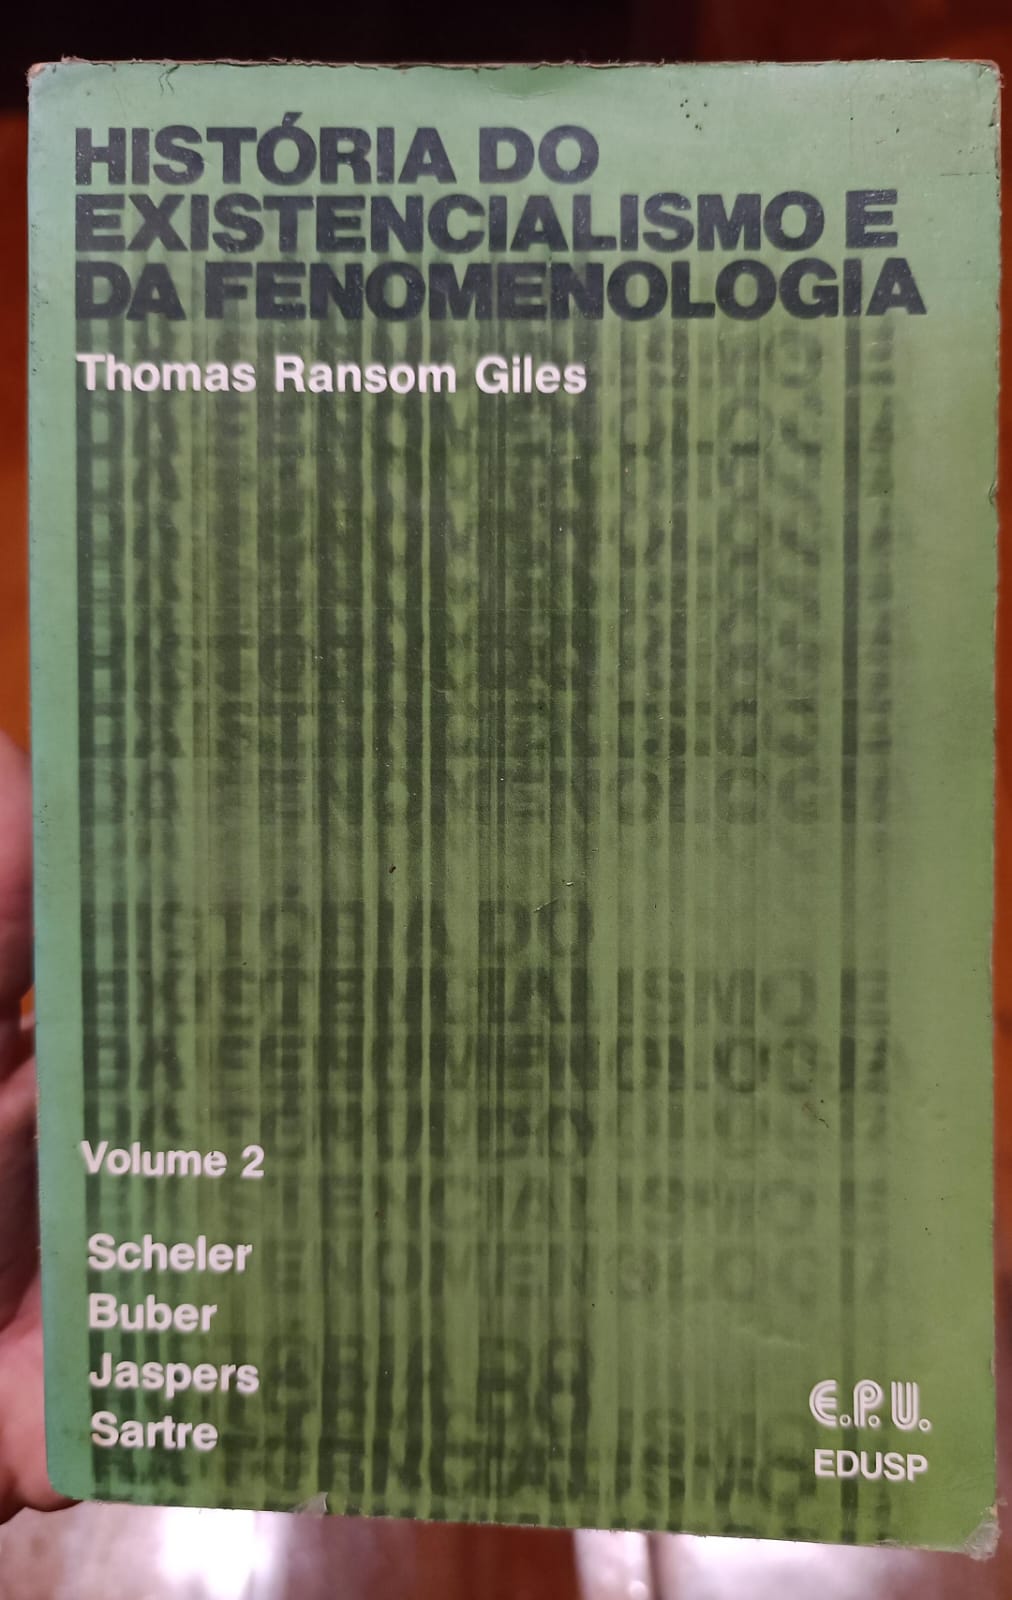 HISTÓRIA DO
EXISTENCIALISMO E
DA FENOMENOLOGIA
Thomas Ransom Giles
Volume 2
Scheler
Buber
Jaspers
Sartre
E.P.U.
EDUSP